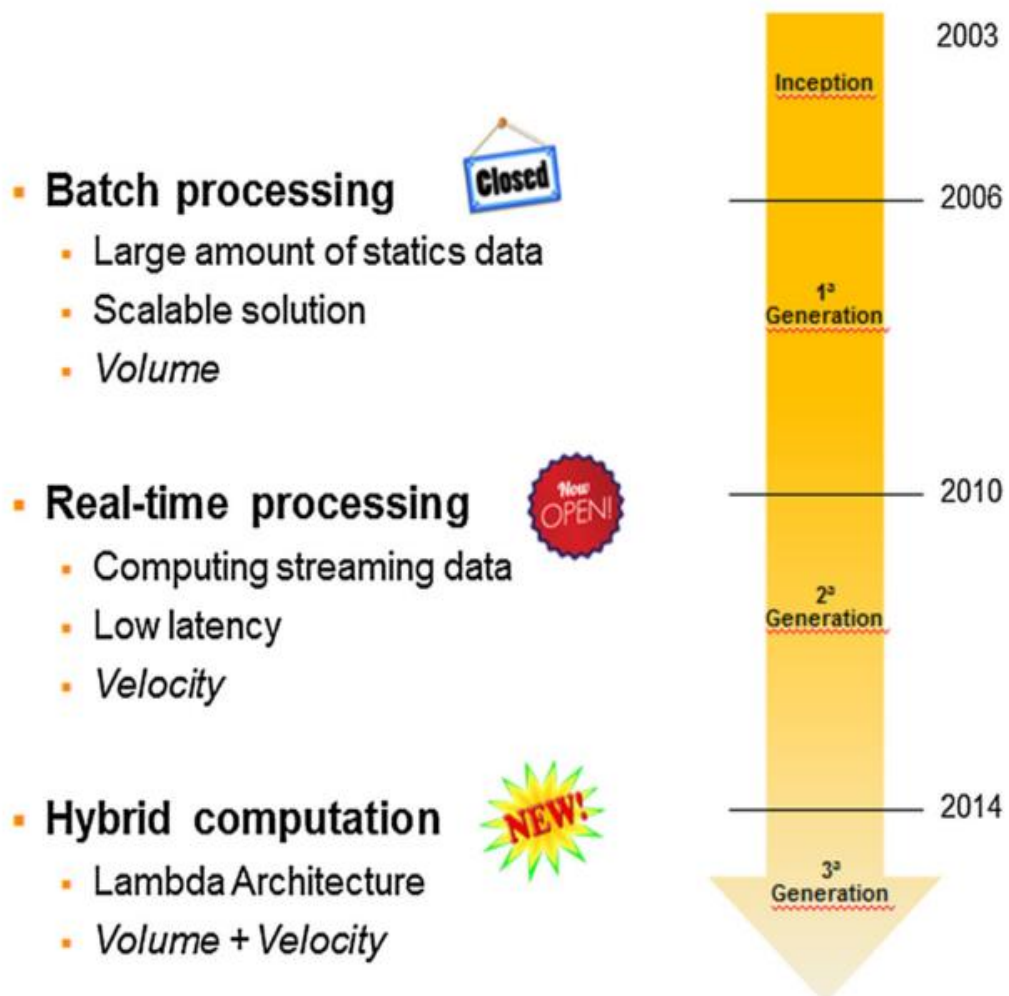 2003
Inception
Closed
▪ Batch processing
2006
▪ Large amount of statics data
▪ Scalable solution
1ª
Generation
▪ Volume
▪ Real-time processing
Now
OPEN!
2010
▪ Computing streaming data
▪ Low latency
2ª
Generation
▪ Velocity
▪ Hybrid computation
NEW!
2014
▪ Lambda Architecture
3ª
Generation
▪ Volume + Velocity